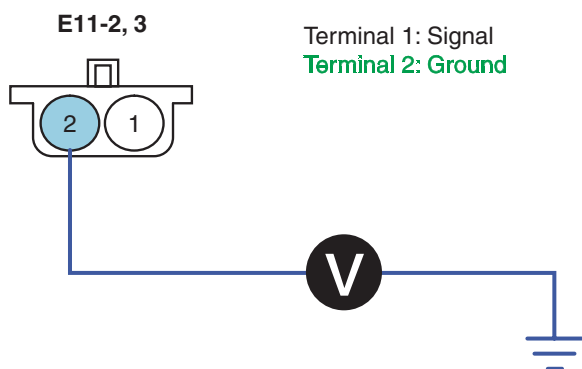 E11-2, 3
Terminal 1: Signal
Terminal 2: Ground
2 1
V